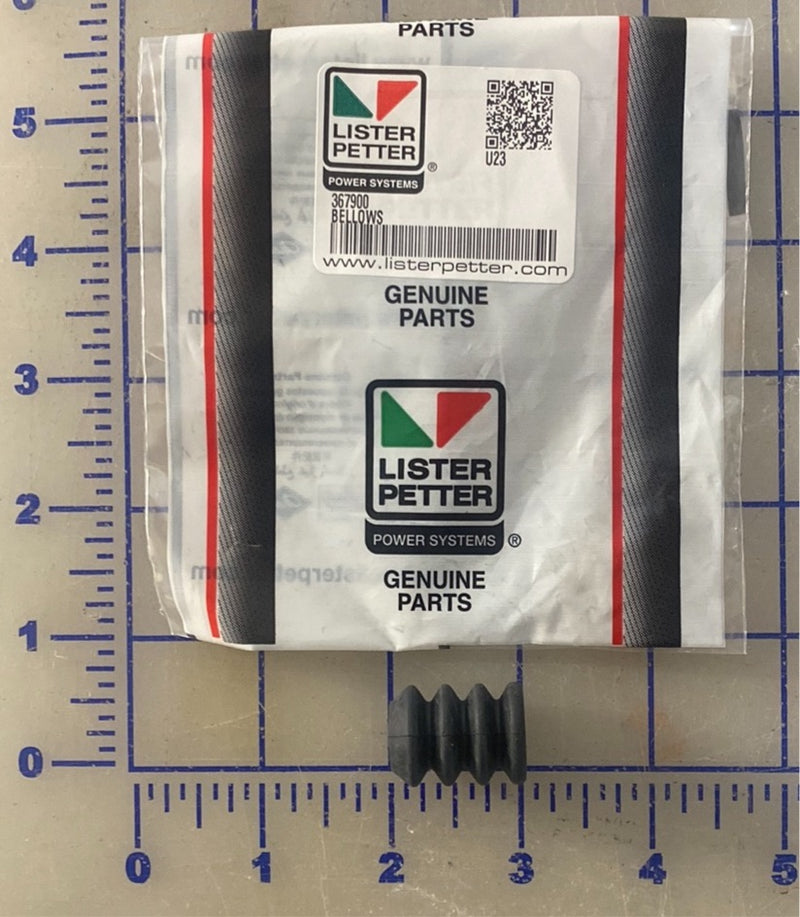 PARTS
LISTER
PETTER
®
POWER SYSTEMS
U23
367900
BELLOWS
www.listerpetter.com
GENUINE
PARTS
LISTER
PETTER
POWER SYSTEMS ®
GENUINE
PARTS
5
4
3
2
1
0
0 1 2 3 4 5